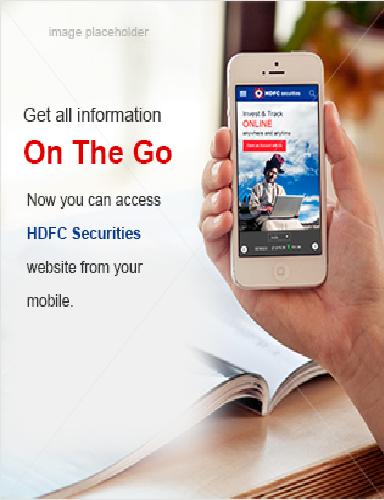 image placeholder
Get all information
On The Go
Now you can access
HDFC Securities
website from your
mobile.
HDFC securities
Invest & Track
ONLINE
anywhere and anytime